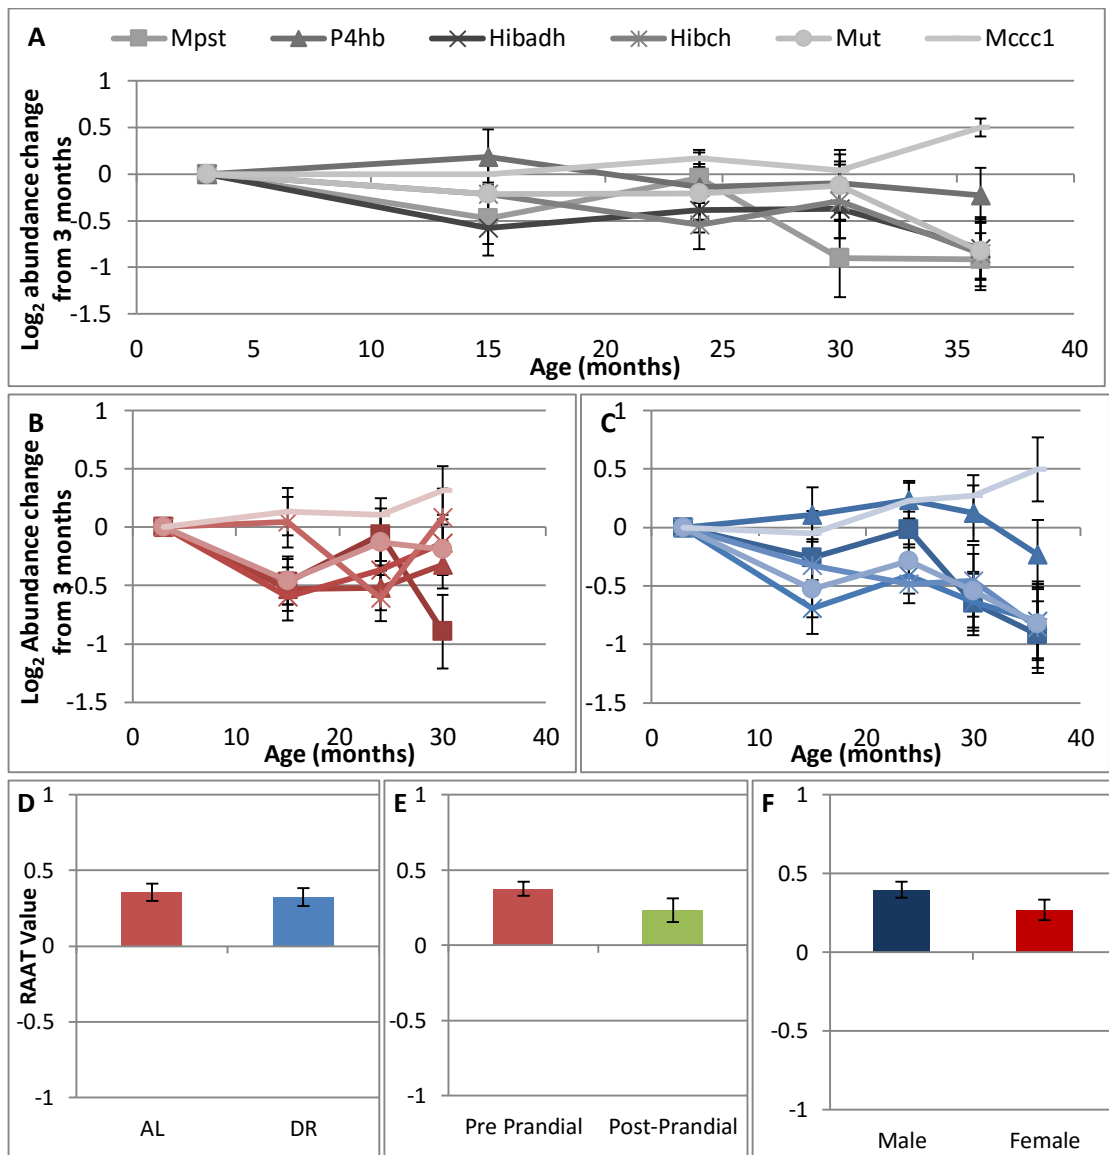 A
Mpst P4hb Hibadh Hibch Mut Mccc1
Log2 abundance change
from 3 months
1
0.5
0
-0.5
-1
-1.5
0 5 10 15 20 25 30 35 40
Age (months)
B
Log2 Abundance change
from 3 months
1
0.5
0
-0.5
-1
-1.5
0 10 20 30 40
Age (months)
C
1
0.5
0
-0.5
-1
-1.5
0 10 20 30 40
Age (months)
D
RAAT Value
1
0.5
0
-0.5
-1
AL DR
E
1
0.5
0
-0.5
-1
Pre Prandial Post-Prandial
F
1
0.5
0
-0.5
-1
Male Female